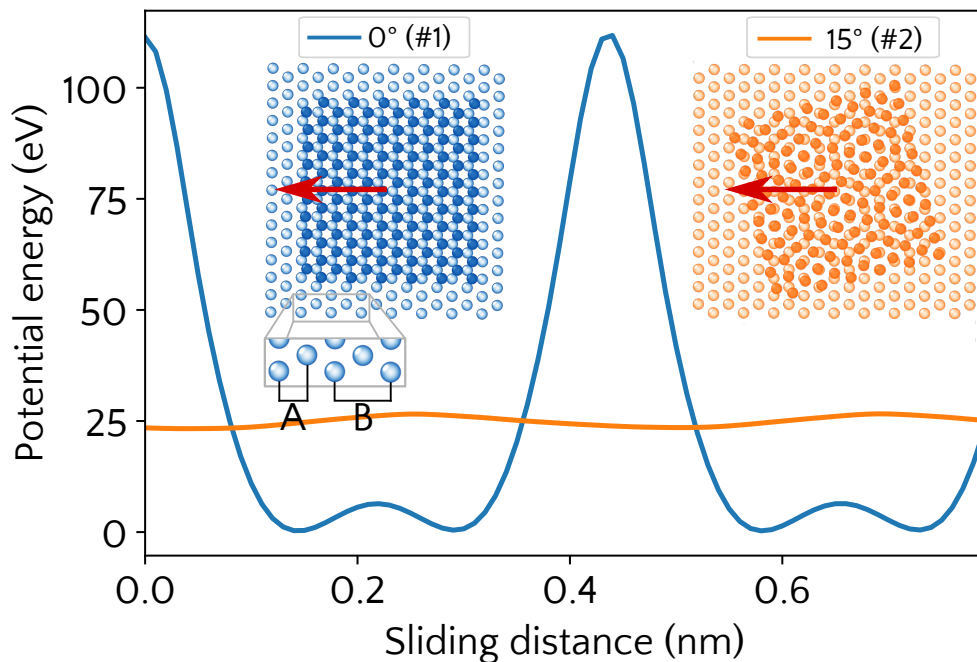 0° (#1)
15° (#2)
Potential energy (eV)
100
75
50
25
0
A
B
0.0
0.2
0.4
0.6
Sliding distance (nm)